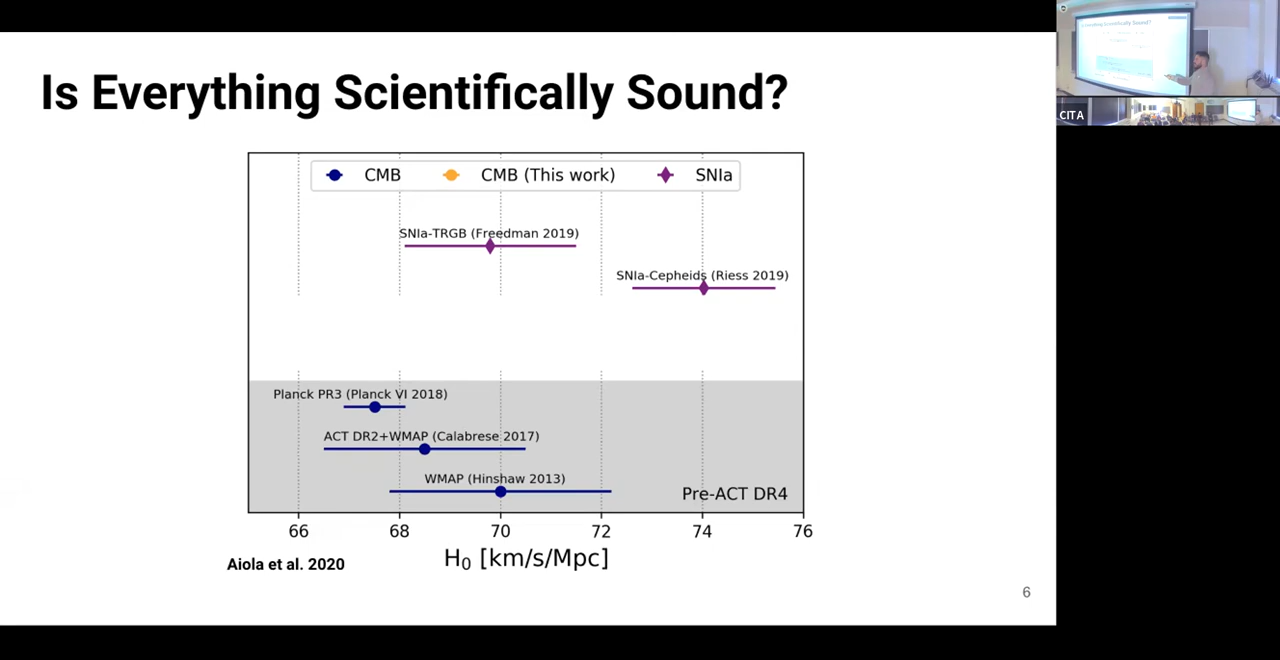 Is Everything Scientifically Sound?
CMB
CMB (This work)
SNIa
SNIa-TRGB (Freedman 2019)
SNIa-Cepheids (Riess 2019)
Planck PR3 (Planck VI 2018)
ACT DR2+WMAP (Calabrese 2017)
WMAP (Hinshaw 2013)
Pre-ACT DR4
66 68 70 72 74 76
H₀ [km/s/Mpc]
Aiola et al. 2020
6
CITA